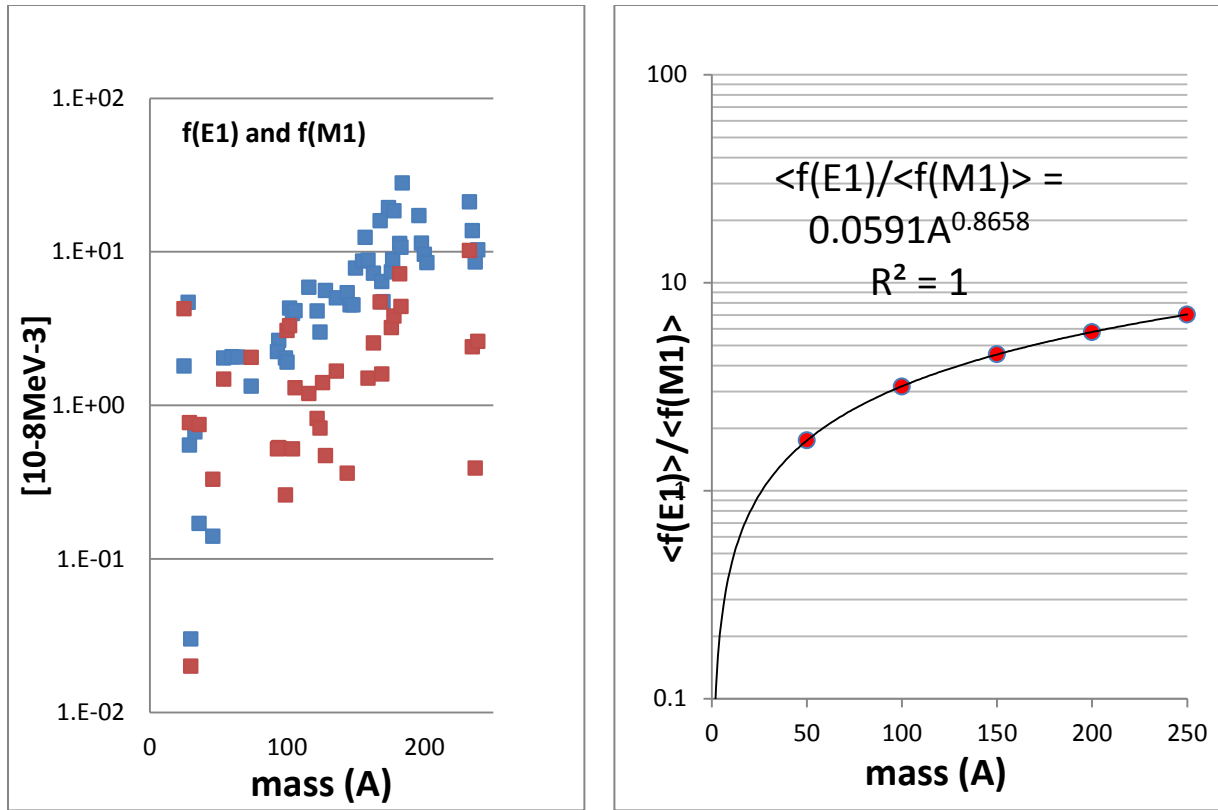 1.E+02
f(E1) and f(M1)
1.E+01
1.E+00
1.E-01
1.E-02
[10-8MeV-3]
0
100
200
mass (A)
100
<f(E1)/<f(M1)> =
0.0591A^0.8658
R² = 1
10
1
0.1
<f(E1)>/<f(M1)>
0
50
100
150
200
250
mass (A)